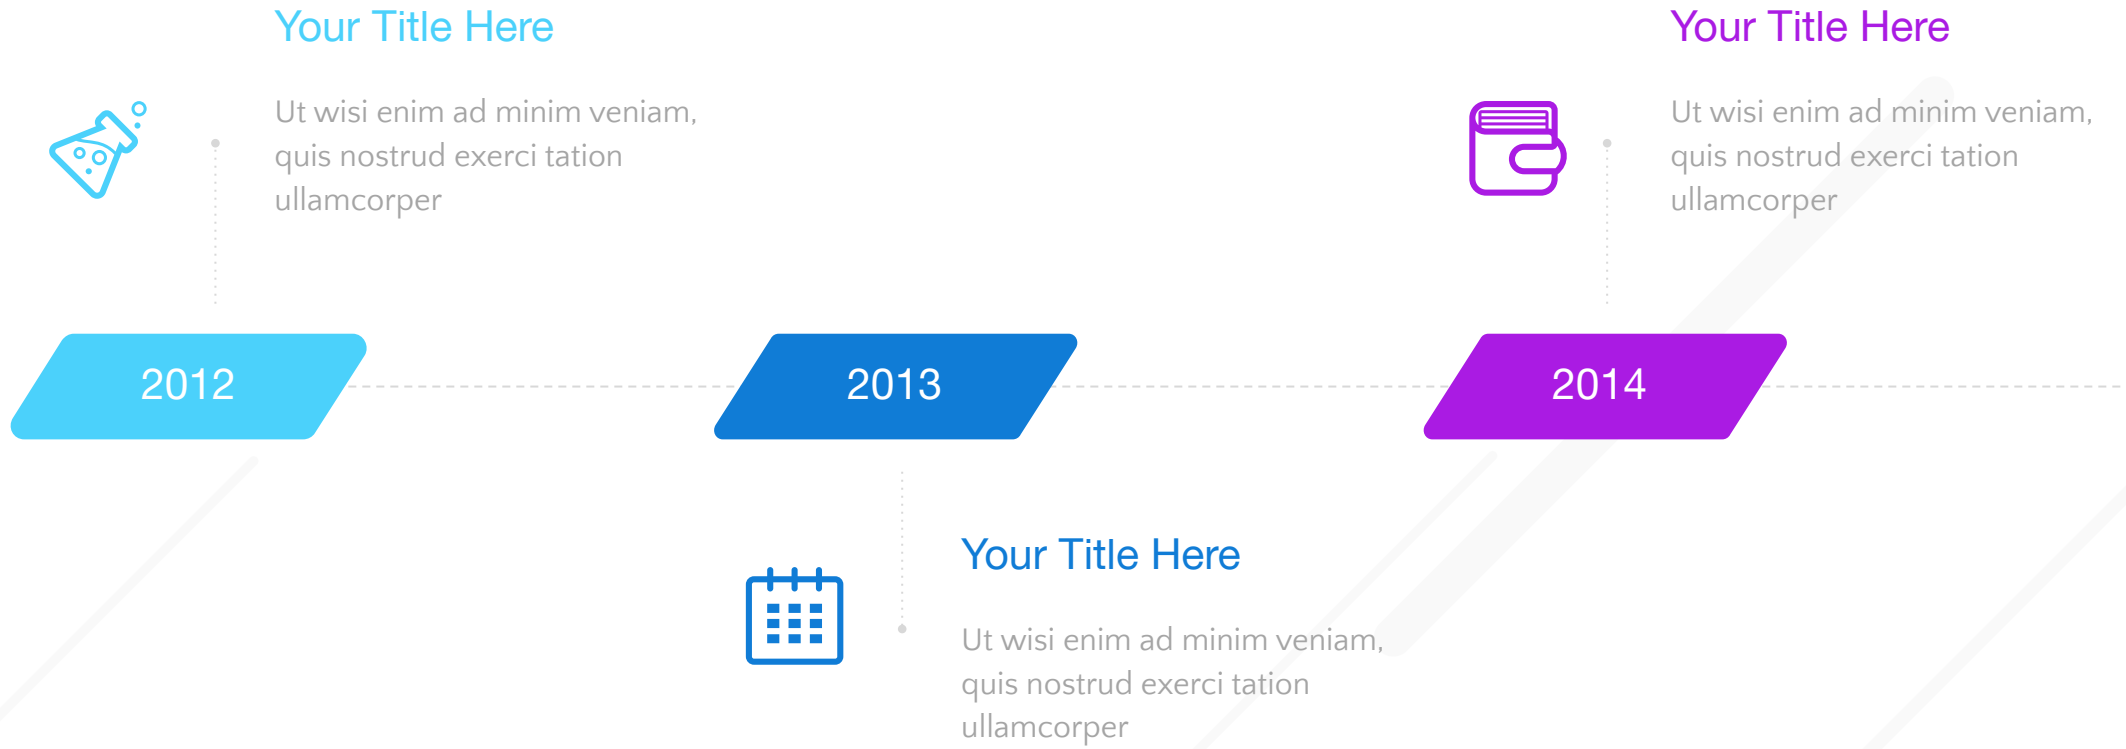 Your Title Here
Ut wisi enim ad minim veniam,
quis nostrud exerci tation
ullamcorper
Your Title Here
Ut wisi enim ad minim veniam,
quis nostrud exerci tation
ullamcorper
2012
2013
2014
Your Title Here
Ut wisi enim ad minim veniam,
quis nostrud exerci tation
ullamcorper